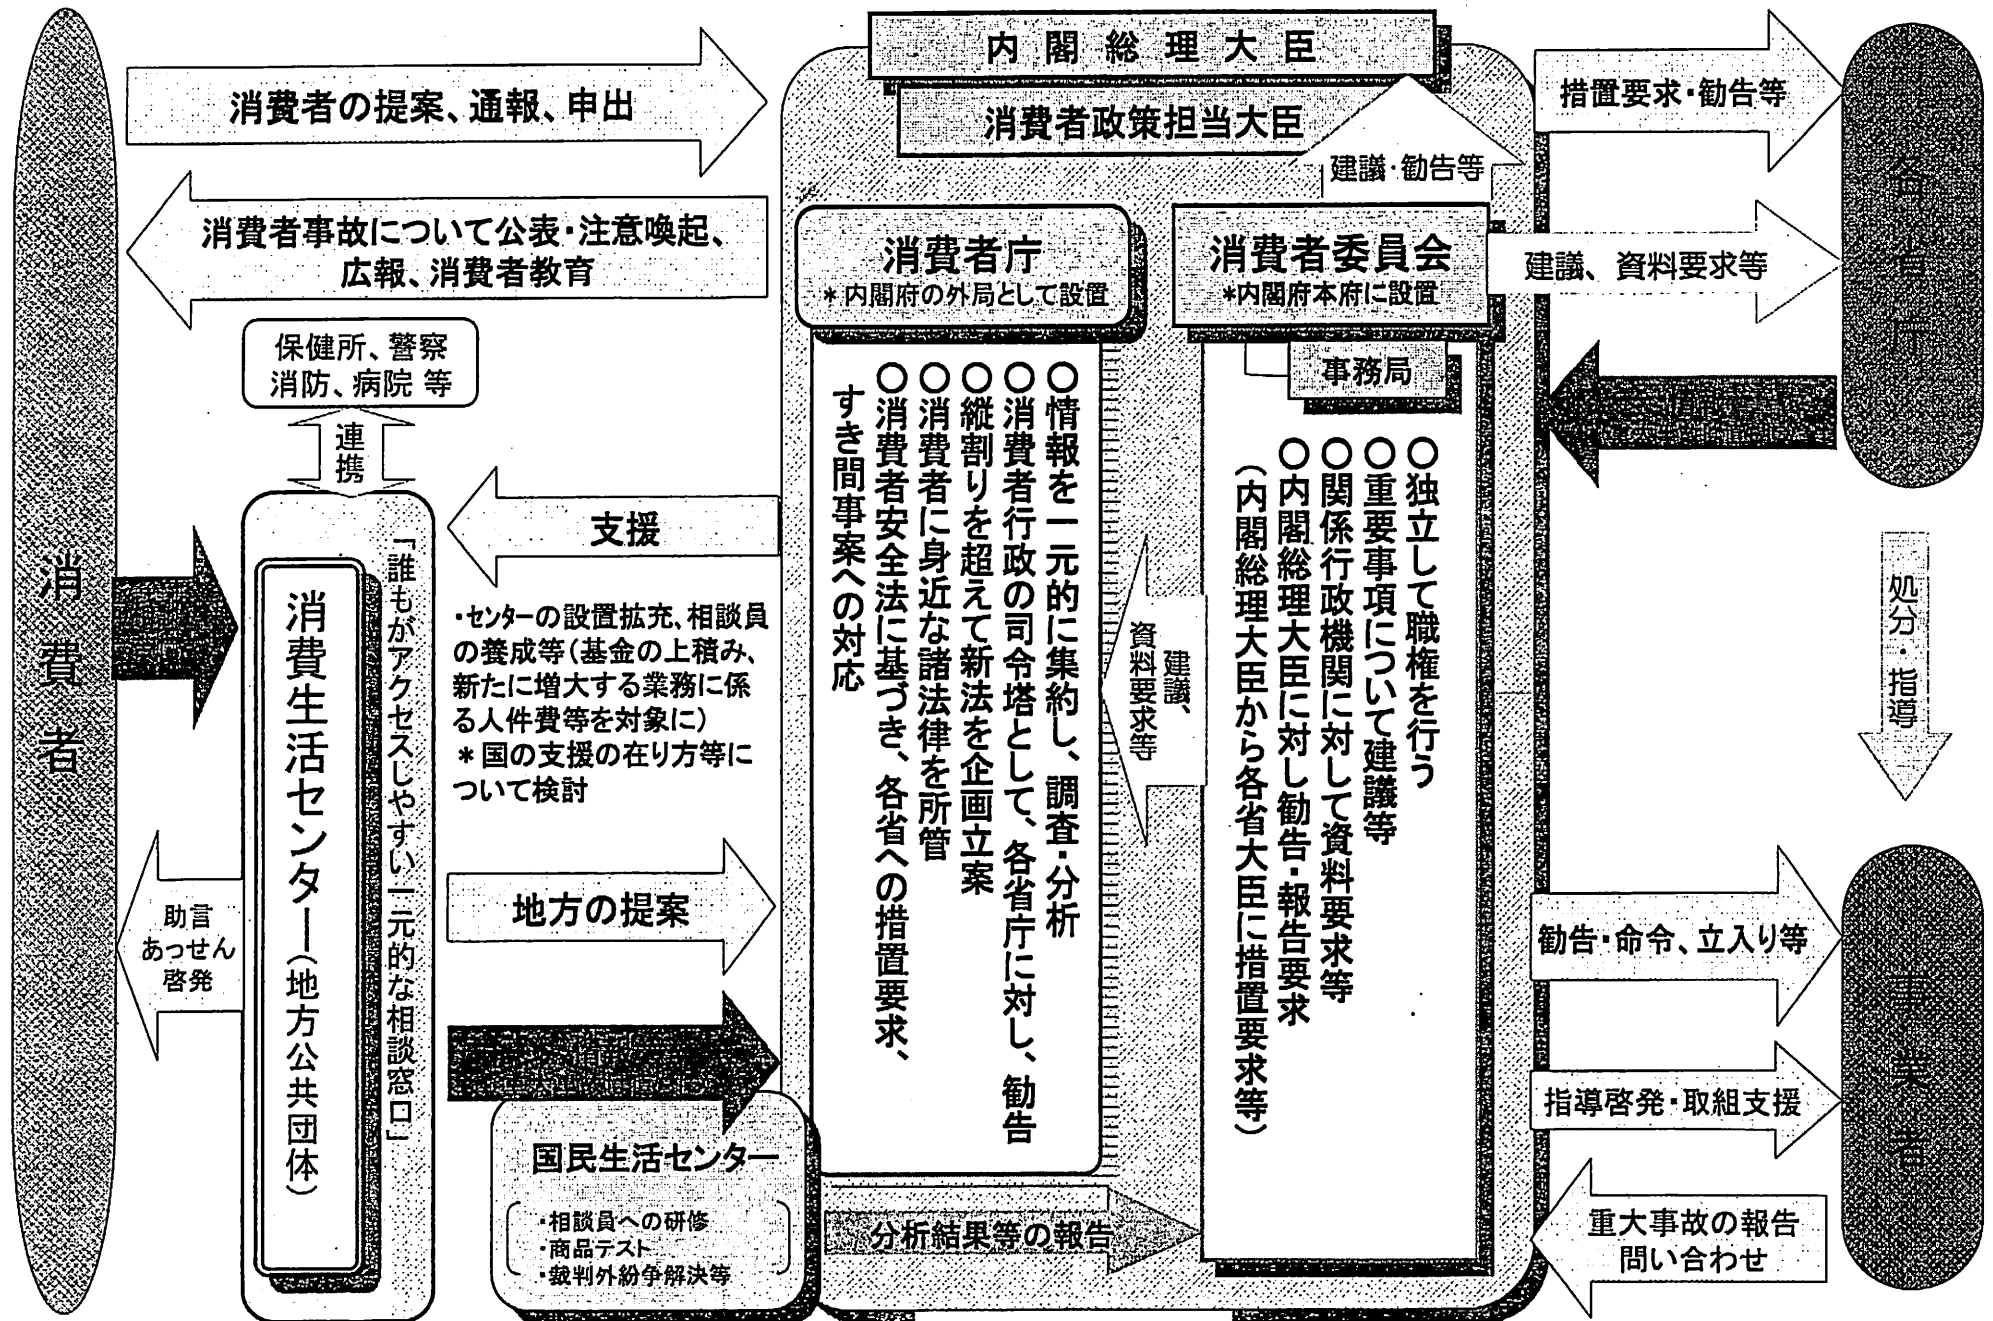 内閣総理大臣
消費者政策担当大臣
消費者の提案、通報、申出
消費者事故について公表・注意喚起、
広報、消費者教育
保健所、警察
消防、病院 等
連携
消費者
「誰もがアクセスしやすい一元的な相談窓口」
消費生活センター(地方公共団体)
助言
あっせん
啓発
支援
・センターの設置拡充、相談員
の養成等(基金の上積み、
新たに増大する業務に係
る人件費等を対象に)
*国の支援の在り方等に
ついて検討
地方の提案
国民生活センター
・相談員への研修
・商品テスト
・裁判外紛争解決等
消費者庁
*内閣府の外局として設置
○情報を一元的に集約し、調査・分析
○消費者行政の司令塔として、各省庁に対し、勧告
○縦割りを超えて新法を企画立案
○消費者に身近な諸法律を所管
○消費者安全法に基づき、各省への措置要求、
すき間事案への対応
建議、
資料要求等
分析結果等の報告
建議・勧告等
消費者委員会
*内閣府本府に設置
事務局
○独立して職権を行う
○重要事項について建議等
○関係行政機関に対して資料要求等
○内閣総理大臣に対し勧告・報告要求
(内閣総理大臣から各省大臣に措置要求等)
措置要求・勧告等
建議、資料要求等
各省庁
処分・指導
勧告・命令、立入り等
指導啓発・取組支援
重大事故の報告
問い合わせ
事業者